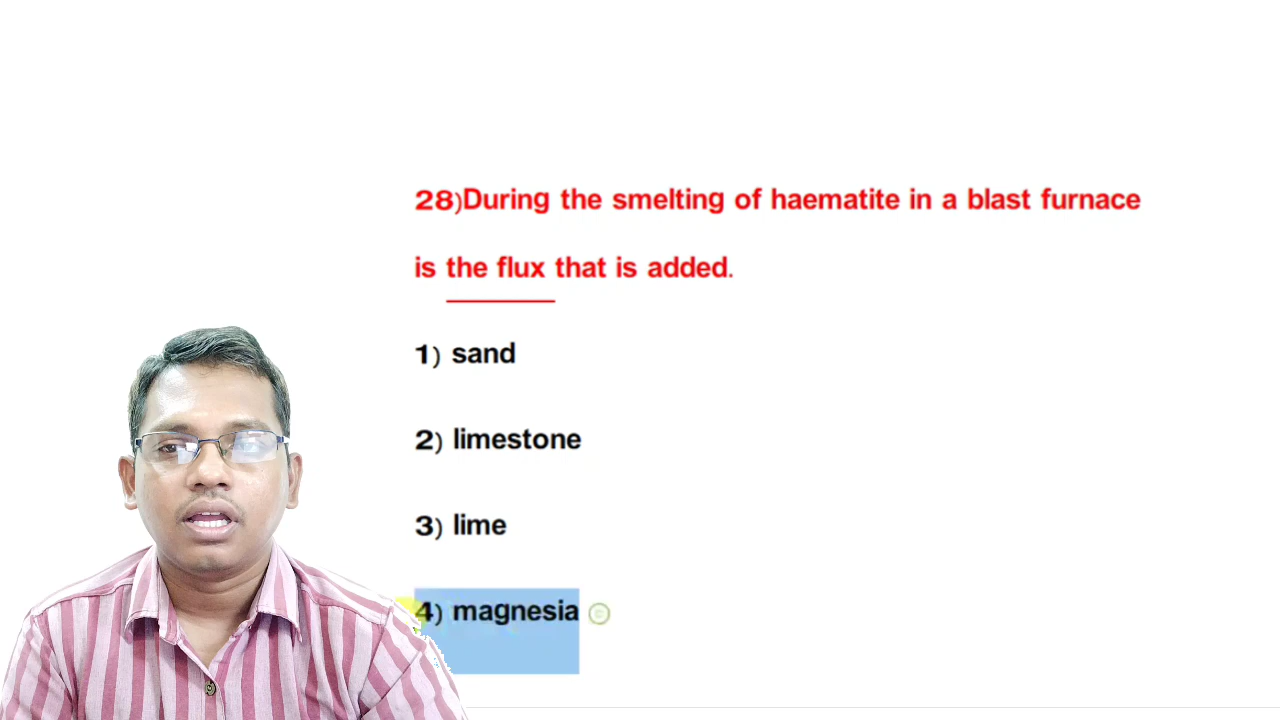 28)During the smelting of haematite in a blast furnace
is the flux that is added.
1) sand
2) limestone
3) lime
4) magnesia